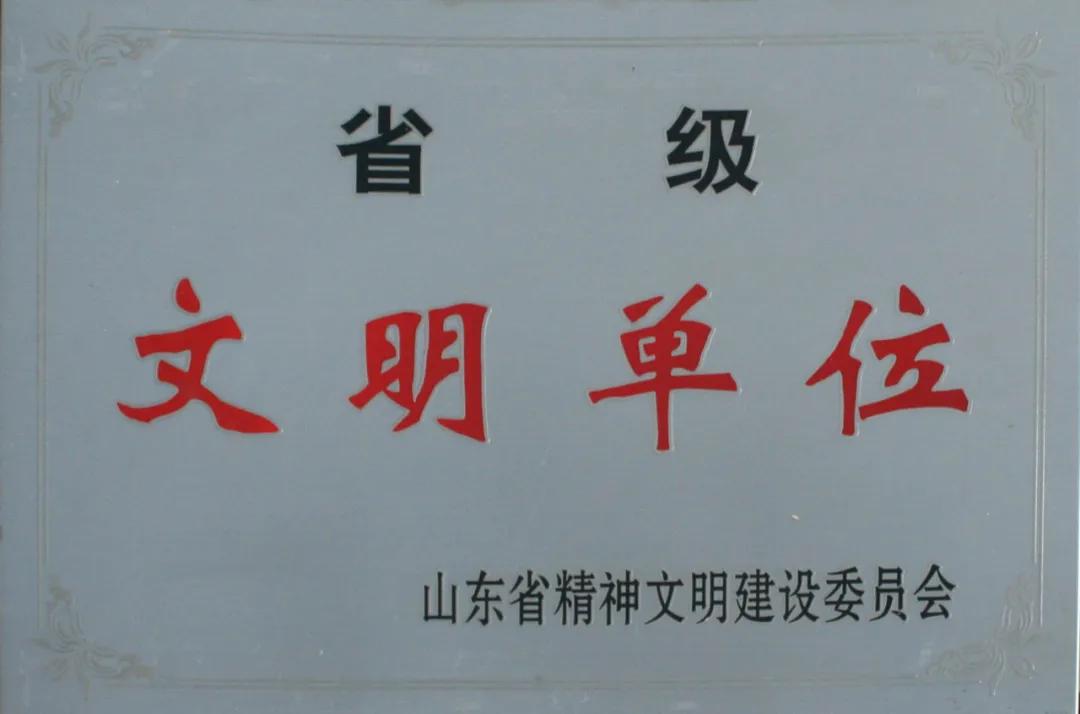 省级
文明单位
山东省精神文明建设委员会